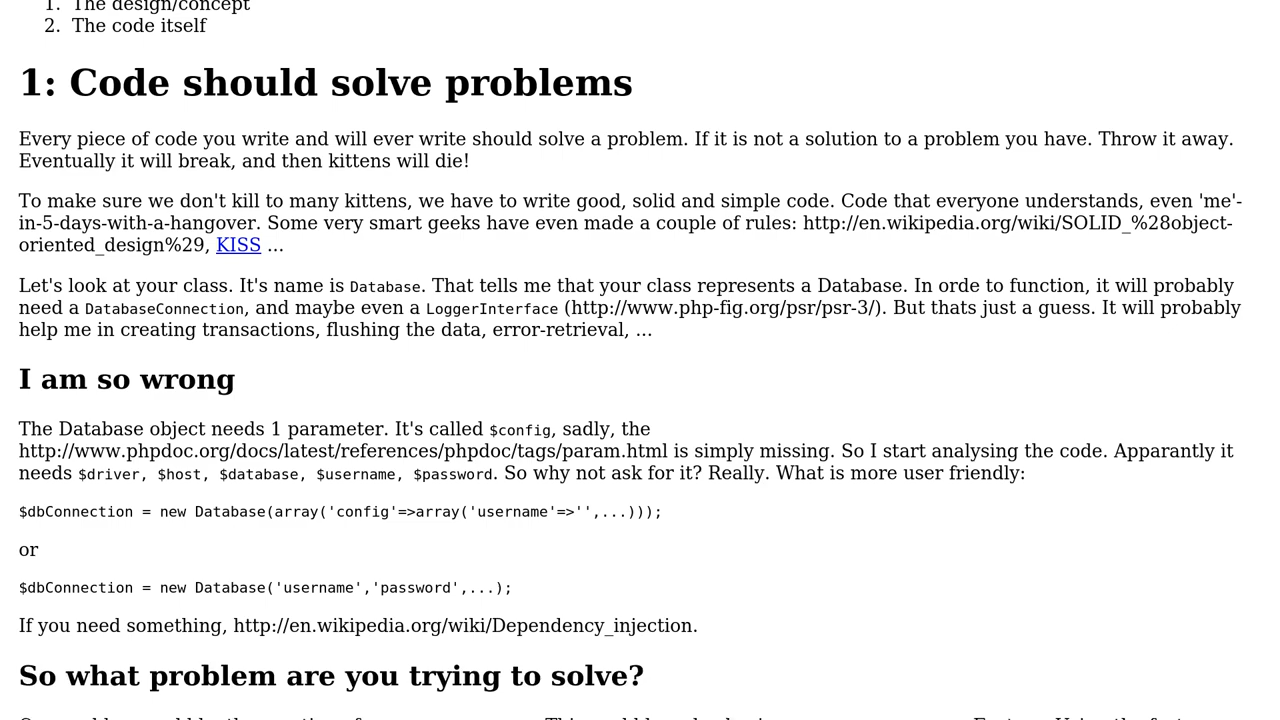 1. The design/concept
2. The code itself
1: Code should solve problems
Every piece of code you write and will ever write should solve a problem. If it is not a solution to a problem you have. Throw it away.
Eventually it will break, and then kittens will die!
To make sure we don't kill to many kittens, we have to write good, solid and simple code. Code that everyone understands, even 'me'-
in-5-days-with-a-hangover. Some very smart geeks have even made a couple of rules: http://en.wikipedia.org/wiki/SOLID_%28object-
oriented_design%29, KISS ...
Let's look at your class. It's name is Database. That tells me that your class represents a Database. In orde to function, it will probably
need a DatabaseConnection, and maybe even a LoggerInterface (http://www.php-fig.org/psr/psr-3/). But thats just a guess. It will probably
help me in creating transactions, flushing the data, error-retrieval, ...
I am so wrong
The Database object needs 1 parameter. It's called $config, sadly, the
http://www.phpdoc.org/docs/latest/references/phpdoc/tags/param.html is simply missing. So I start analysing the code. Apparantly it
needs $driver, $host, $database, $username, $password. So why not ask for it? Really. What is more user friendly:
$dbConnection = new Database(array('config'=>array('username'=>'',...)));
or
$dbConnection = new Database('username','password',...);
If you need something, http://en.wikipedia.org/wiki/Dependency_injection.
So what problem are you trying to solve?